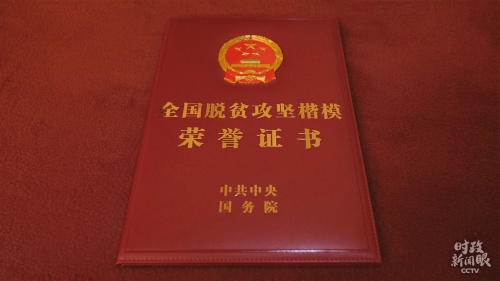 全国脱贫攻坚楷模
荣誉证书
中共中央
国务院
时政
新闻眼
CCTV